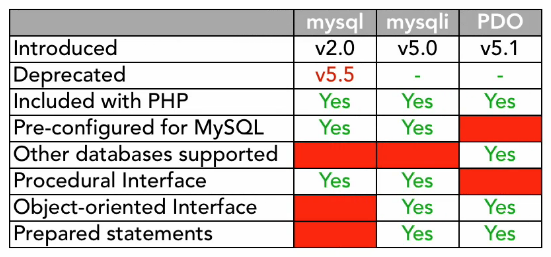 mysql mysqli PDO
Introduced v2.0 v5.0 v5.1
Deprecated v5.5 - -
Included with PHP Yes Yes Yes
Pre-configured for MySQL Yes Yes
Other databases supported Yes
Procedural Interface Yes Yes
Object-oriented Interface Yes Yes
Prepared statements Yes Yes